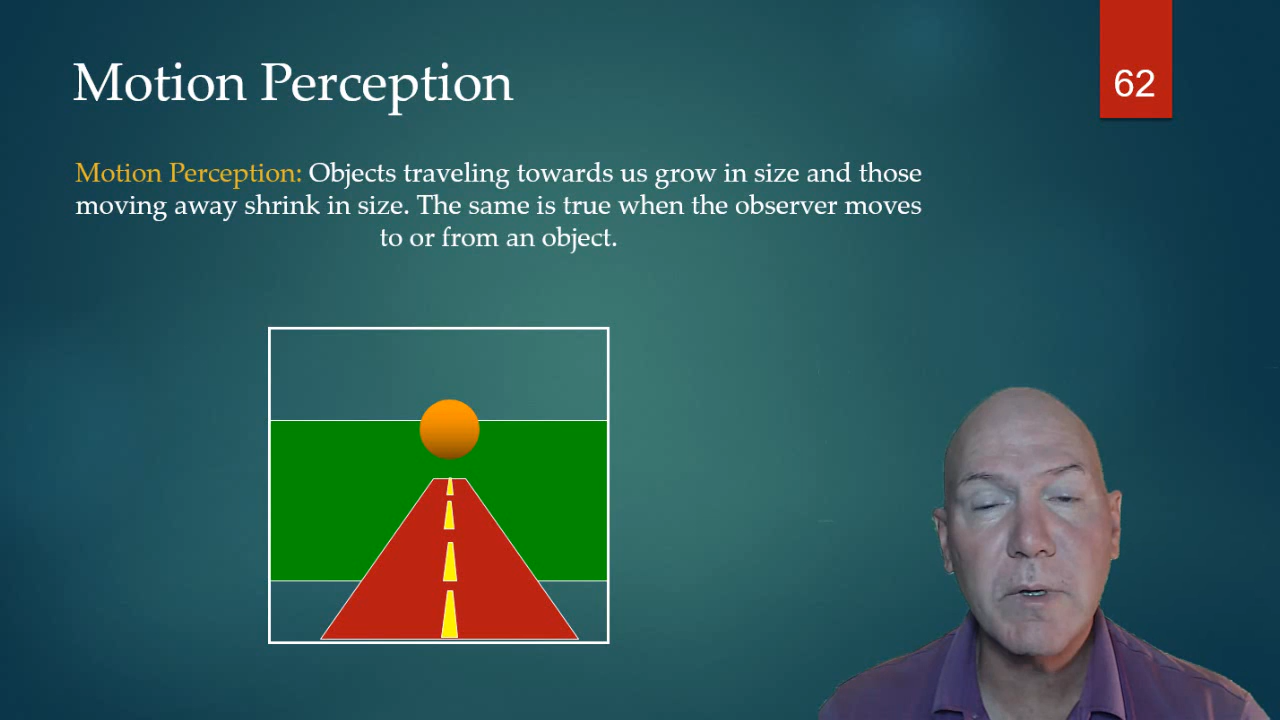 Motion Perception
62
Motion Perception: Objects traveling towards us grow in size and those
moving away shrink in size. The same is true when the observer moves
to or from an object.